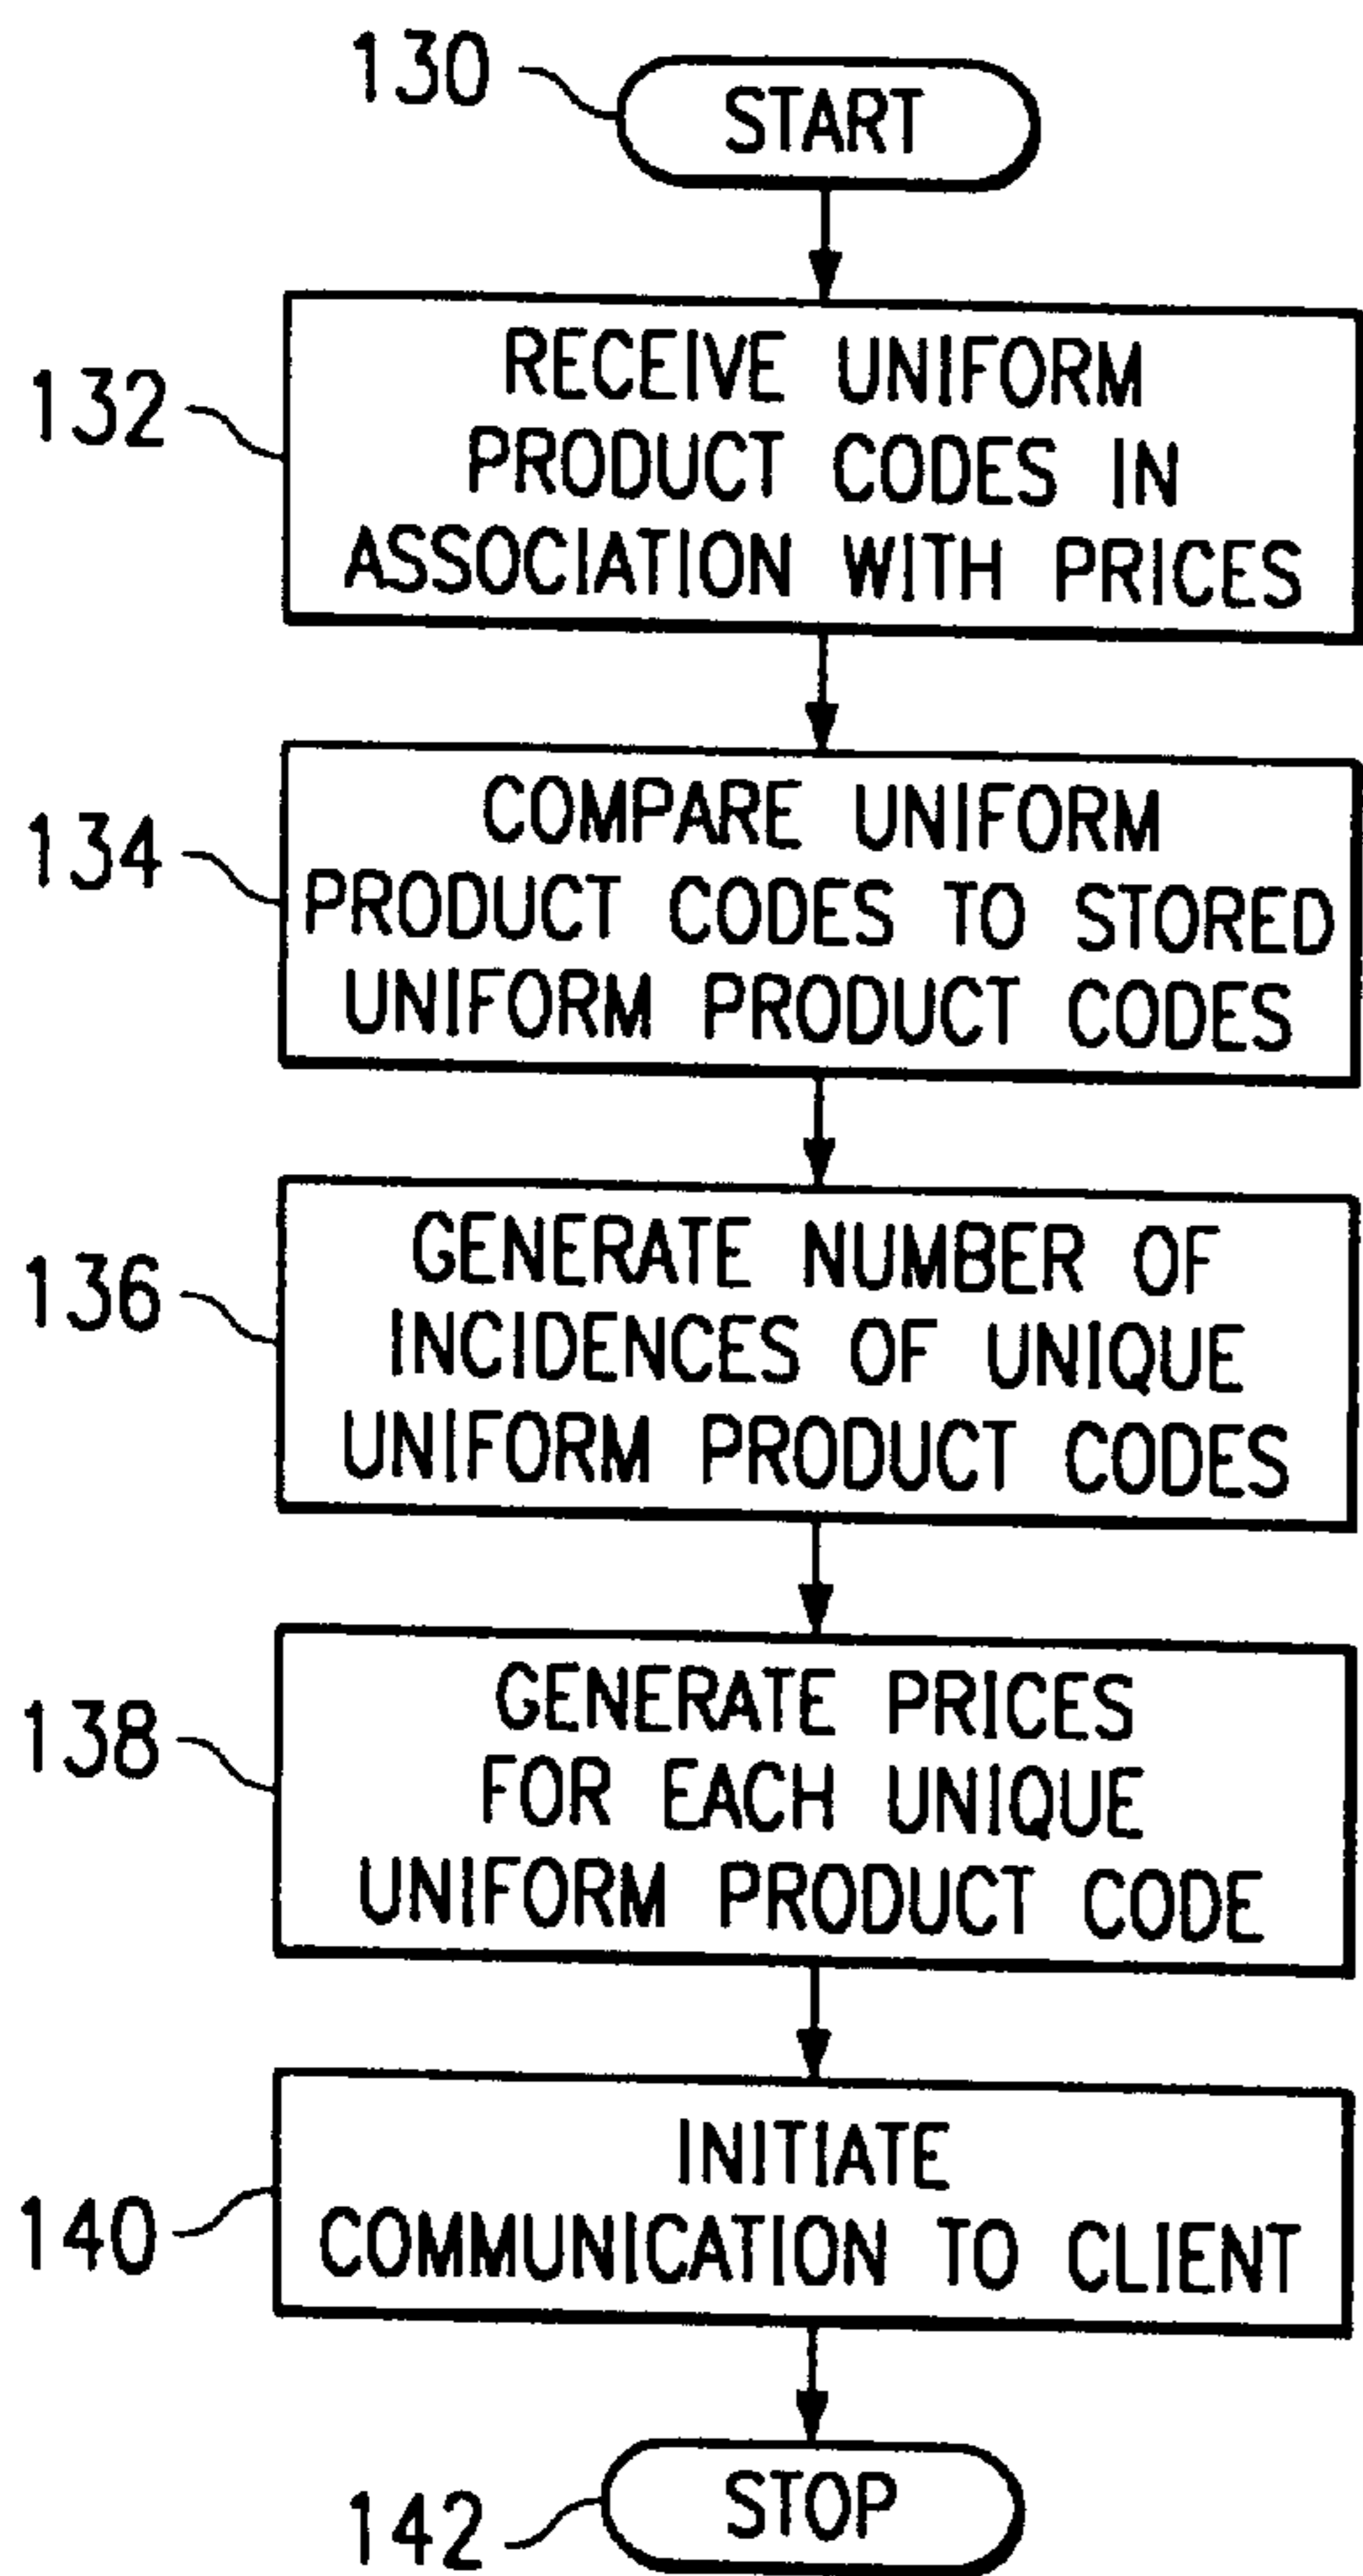 130
START
132
RECEIVE UNIFORM
PRODUCT CODES IN
ASSOCIATION WITH PRICES
134
COMPARE UNIFORM
PRODUCT CODES TO STORED
UNIFORM PRODUCT CODES
136
GENERATE NUMBER OF
INCIDENCES OF UNIQUE
UNIFORM PRODUCT CODES
138
GENERATE PRICES
FOR EACH UNIQUE
UNIFORM PRODUCT CODE
140
INITIATE
COMMUNICATION TO CLIENT
142
STOP